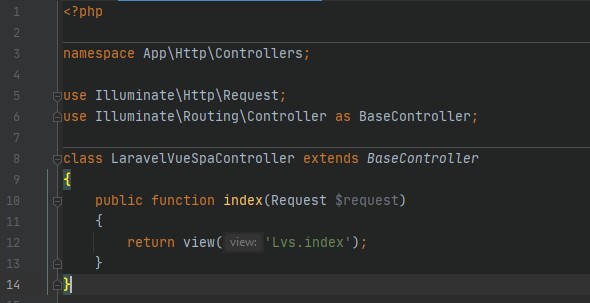 1 <?php
2
3 namespace App\Http\Controllers;
4
5 use Illuminate\Http\Request;
6 use Illuminate\Routing\Controller as BaseController;
7
8 class LaravelVueSpaController extends BaseController
9 {
10 public function index(Request $request)
11 {
12 return view( view: 'Lvs.index');
13 }
14 }